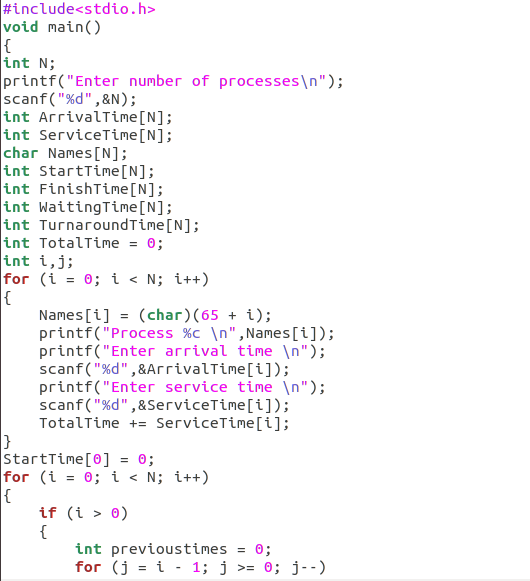 #include<stdio.h>
void main()
{
int N;
printf("Enter number of processes\n");
scanf("%d",&N);
int ArrivalTime[N];
int ServiceTime[N];
char Names[N];
int StartTime[N];
int FinishTime[N];
int WaitingTime[N];
int TurnaroundTime[N];
int TotalTime = 0;
int i,j;
for (i = 0; i < N; i++)
{
    Names[i] = (char)(65 + i);
    printf("Process %c \n",Names[i]);
    printf("Enter arrival time \n");
    scanf("%d",&ArrivalTime[i]);
    printf("Enter service time \n");
    scanf("%d",&ServiceTime[i]);
    TotalTime += ServiceTime[i];
}
StartTime[0] = 0;
for (i = 0; i < N; i++)
{
    if (i > 0)
    {
        int previoustimes = 0;
        for (j = i - 1; j >= 0; j--)